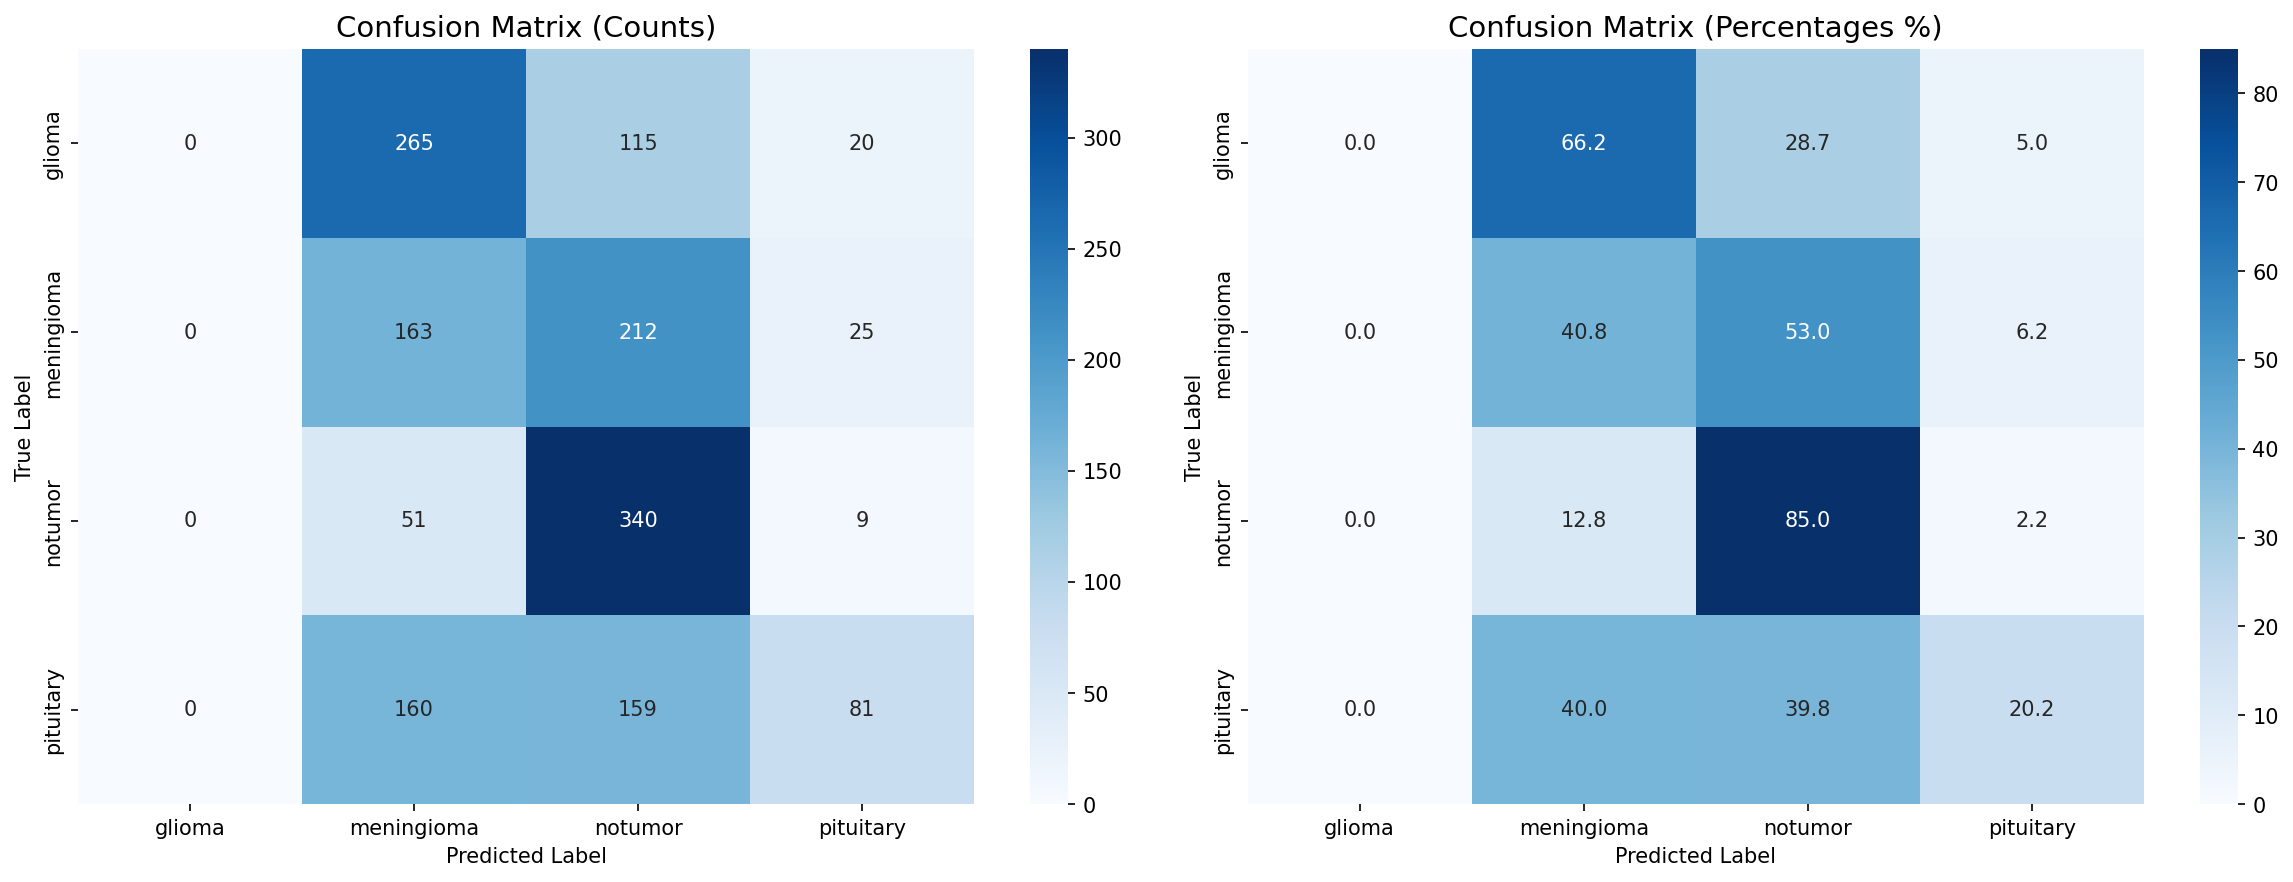 Confusion Matrix (Counts)
True Label
glioma
meningioma
notumor
pituitary
0 265 115 20
0 163 212 25
0 51 340 9
0 160 159 81
glioma meningioma notumor pituitary
Predicted Label
300
250
200
150
100
50
0
Confusion Matrix (Percentages %)
True Label
glioma
meningioma
notumor
pituitary
0.0 66.2 28.7 5.0
0.0 40.8 53.0 6.2
0.0 12.8 85.0 2.2
0.0 40.0 39.8 20.2
glioma meningioma notumor pituitary
Predicted Label
80
70
60
50
40
30
20
10
0